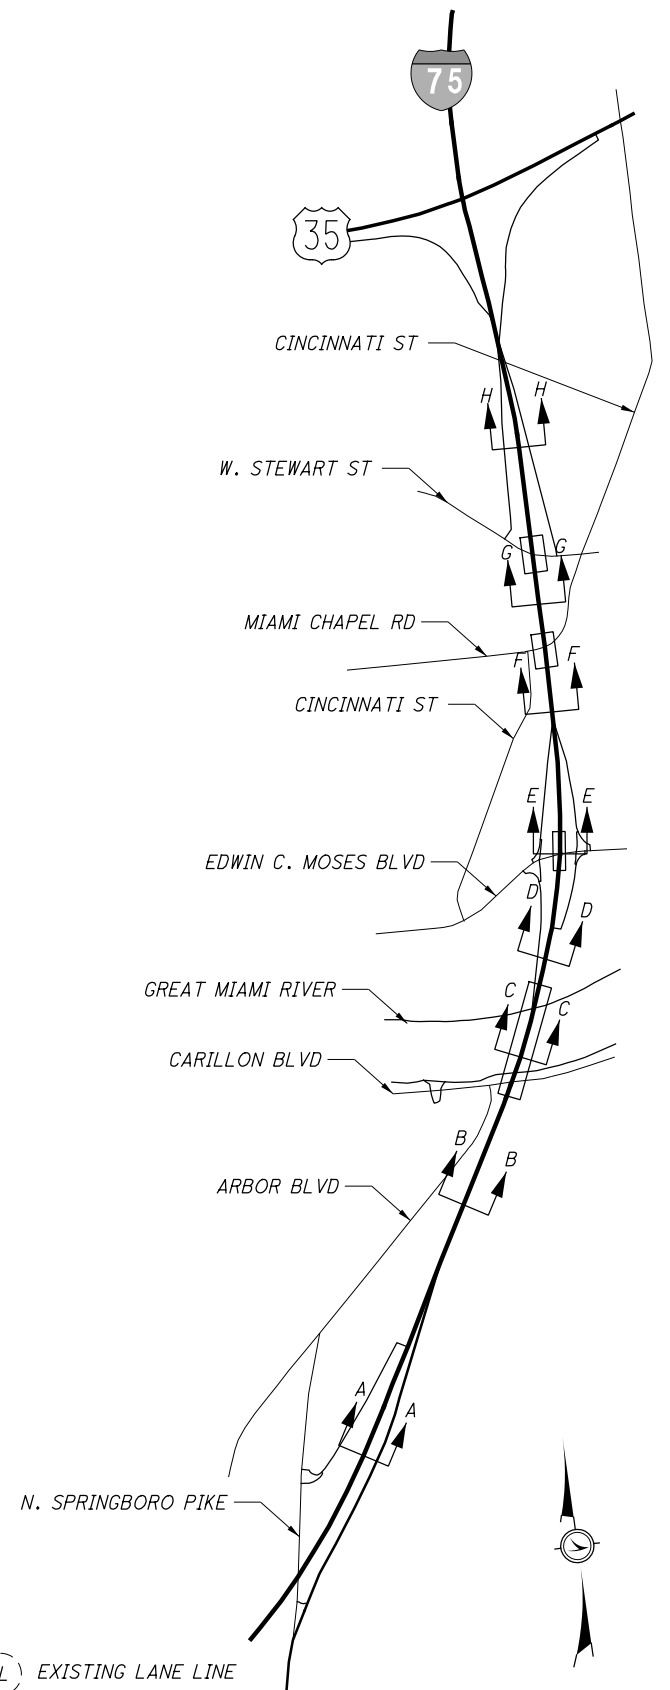 75
35
CINCINNATI ST
H H
W. STEWART ST
G G
MIAMI CHAPEL RD
F F
CINCINNATI ST
E E
EDWIN C. MOSES BLVD
D
D
GREAT MIAMI RIVER
C
C
CARILLON BLVD
B
B
ARBOR BLVD
A
A
N. SPRINGBORO PIKE
L EXISTING LANE LINE